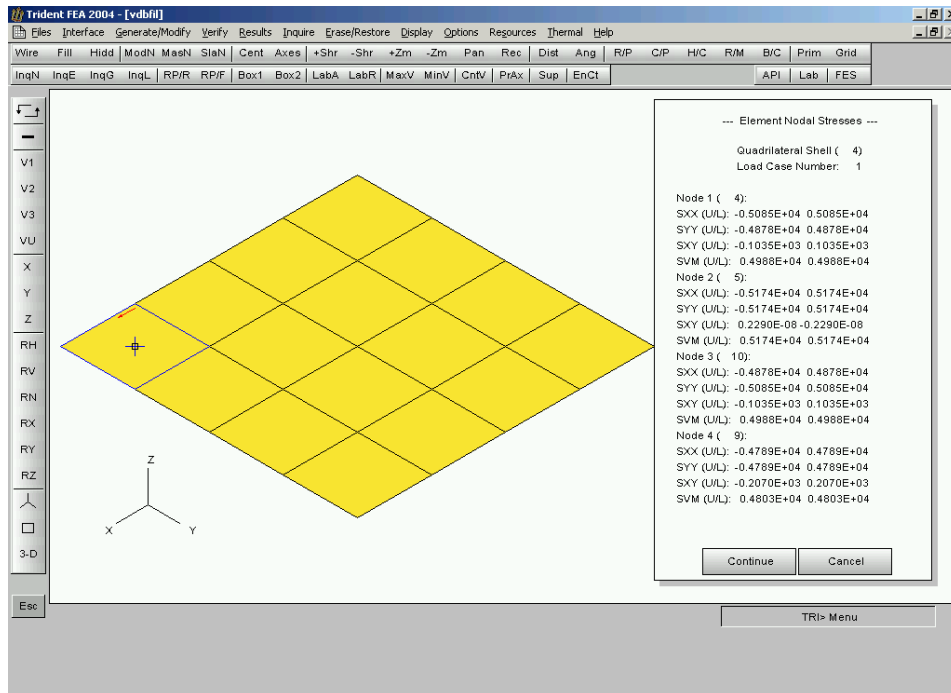 Trident FEA 2004 - [vdbfil]
Files Interface Generate/Modify Verify Results Inquire Erase/Restore Display Options Resources Thermal Help
Wire Fill Hidd ModN MasN SlaN Cent Axes +Shr -Shr +Zm -Zm Pan Rec Dist Ang R/P C/P H/C R/M B/C Prim Grid
InqN InqE InqG InqL RP/R RP/F Box1 Box2 LabA LabR MaxV MinV CntV PrAx Sup EnCt API Lab FES
V1
V2
V3
VU
X
Y
Z
RH
RV
RN
RX
RY
RZ
3-D
Esc
Z
X
Y
--- Element Nodal Stresses ---
Quadrilateral Shell ( 4)
Load Case Number: 1
Node 1 ( 4):
SXX (U/L): -0.5085E+04 0.5085E+04
SYY (U/L): -0.4878E+04 0.4878E+04
SXY (U/L): -0.1035E+03 0.1035E+03
SVM (U/L): 0.4988E+04 0.4988E+04
Node 2 ( 5):
SXX (U/L): -0.5174E+04 0.5174E+04
SYY (U/L): -0.5174E+04 0.5174E+04
SXY (U/L): 0.2290E-08 -0.2290E-08
SVM (U/L): 0.5174E+04 0.5174E+04
Node 3 ( 10):
SXX (U/L): -0.4878E+04 0.4878E+04
SYY (U/L): -0.5085E+04 0.5085E+04
SXY (U/L): -0.1035E+03 0.1035E+03
SVM (U/L): 0.4988E+04 0.4988E+04
Node 4 ( 9):
SXX (U/L): -0.4789E+04 0.4789E+04
SYY (U/L): -0.4789E+04 0.4789E+04
SXY (U/L): -0.2070E+03 0.2070E+03
SVM (U/L): 0.4803E+04 0.4803E+04
Continue Cancel
TRI> Menu